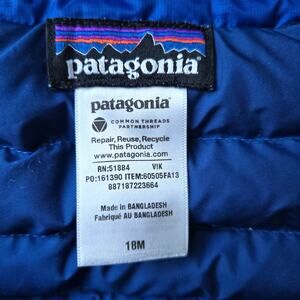 patagonia
patagonia
COMMON THREADS
PARTNERSHIP
Repair, Reuse, Recycle
This Product
www.patagonia.com
RN:51884 VIK
PO:161390 ITEM:60505FA13
887187223664
Made in BANGLADESH
Fabriqué AU BANGLADESH
18M